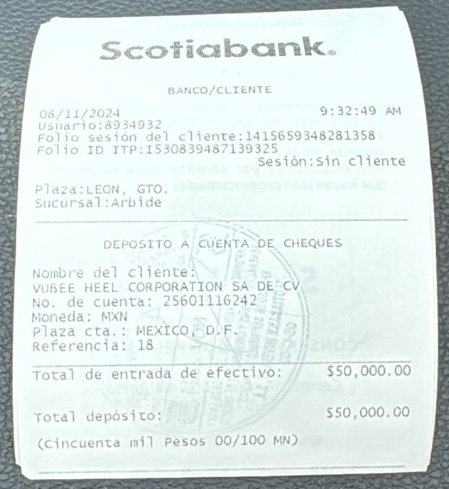 Scotiabank®
BANCO/CLIENTE
08/11/2024 9:32:49 AM
Usuario:8934932
Folio sesión del cliente:1415659348281358
Folio ID ITP:I530839487139325
Sesión:Sin cliente
Plaza:LEON, GTO.
Sucursal:Arbide
DEPOSITO A CUENTA DE CHEQUES
Nombre del cliente:
VUBEE HEEL CORPORATION SA DE CV
No. de cuenta: 25601116242
Moneda: MXN
Plaza cta.: MEXICO, D.F.
Referencia: 18
Total de entrada de efectivo: $50,000.00
Total depósito: $50,000.00
(Cincuenta mil Pesos 00/100 MN)